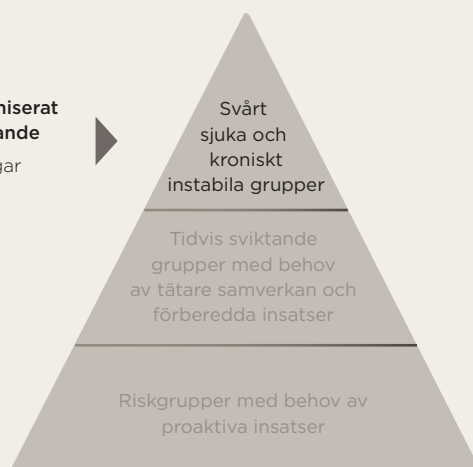 niserat
ande
gar
Svårt
sjuka och
kroniskt
instabila grupper
Tidvis sviktande
grupper med behov
av tätare samverkan och
förberedda insatser
Riskgrupper med behov av
proaktiva insatser